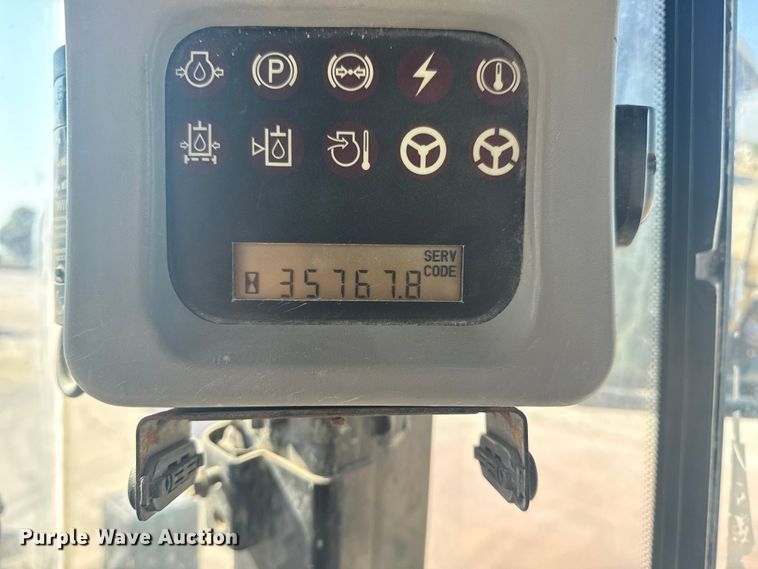 P
SERV
35767.8 CODE
Purple Wave Auction